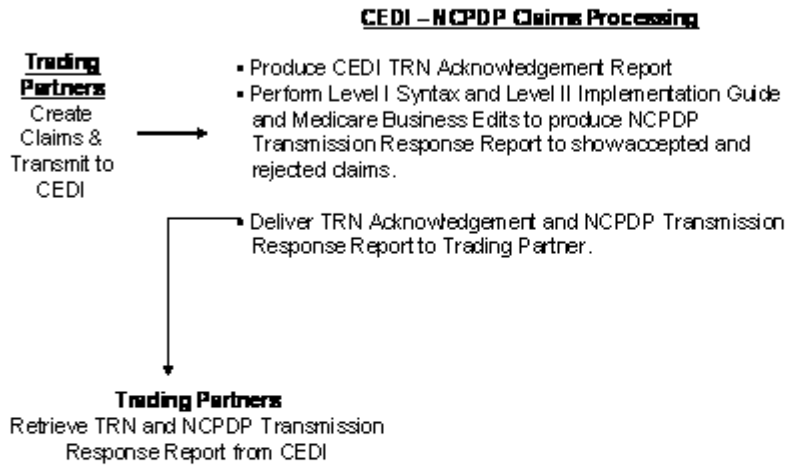 CEDI – NCPDP Claims Processing
Trading
Partners
Create
Claims &
Transmit to
CEDI
▪ Produce CEDI TRN Acknowledgement Report
▪ Perform Level I Syntax and Level II Implementation Guide
and Medicare Business Edits to produce NCPDP
Transmission Response Report to show accepted and
rejected claims.
▪ Deliver TRN Acknowledgement and NCPDP Transmission
Response Report to Trading Partner.
Trading Partners
Retrieve TRN and NCPDP Transmission
Response Report from CEDI